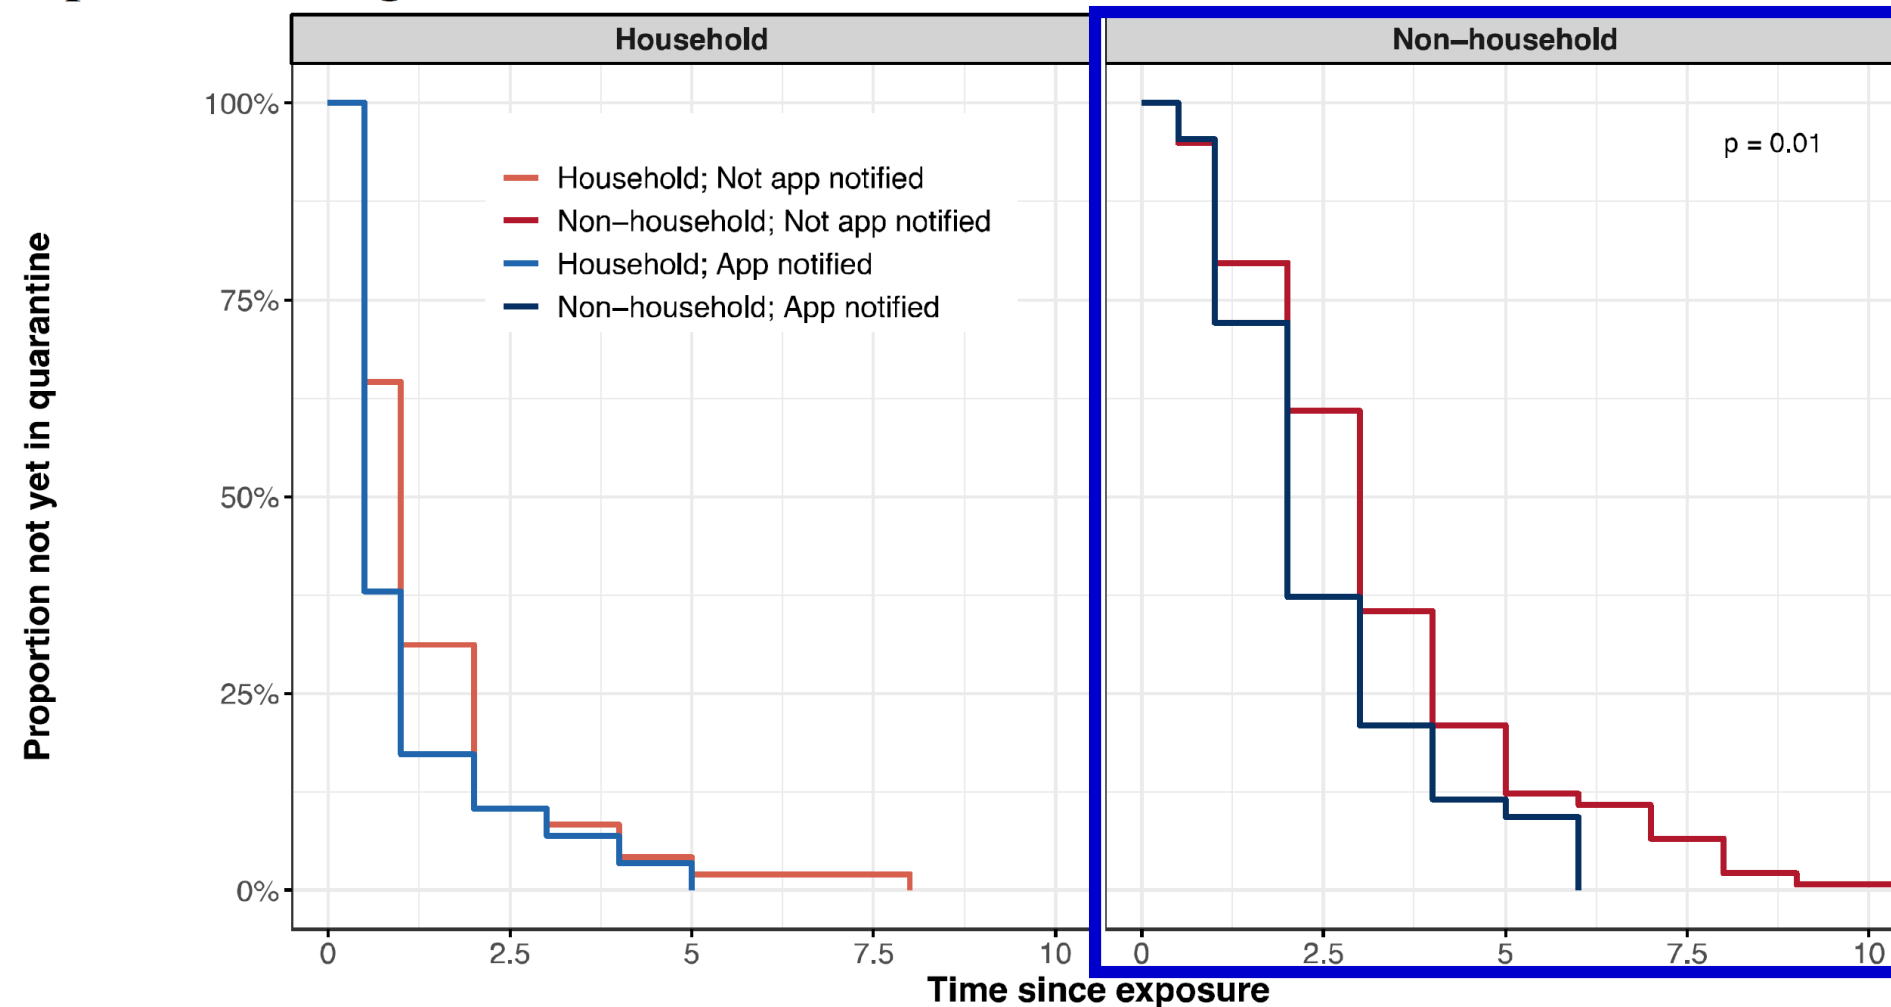 Household
Non–household
100%
75%
50%
25%
0%
Proportion not yet in quarantine
Household; Not app notified
Non–household; Not app notified
Household; App notified
Non–household; App notified
p = 0.01
0 2.5 5 7.5 10
0 2.5 5 7.5 10
Time since exposure